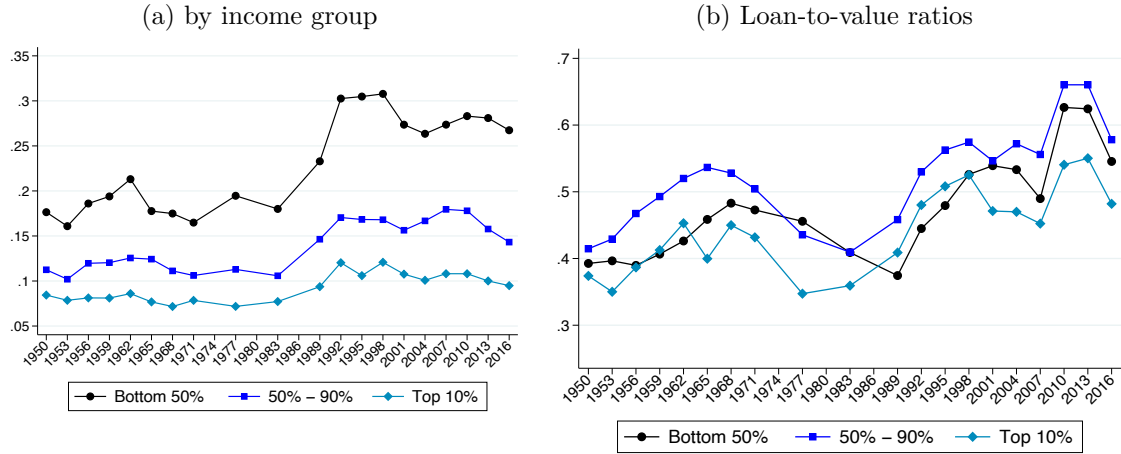 (a) by income group
.35
.3
.25
.2
.15
.1
.05
1950 1953 1956 1959 1962 1965 1968 1971 1974 1977 1980 1983 1986 1989 1992 1995 1998 2001 2004 2007 2010 2013 2016
Bottom 50% 50% − 90% Top 10%
(b) Loan-to-value ratios
.7
.6
.5
.4
.3
1950 1953 1956 1959 1962 1965 1968 1971 1974 1977 1980 1983 1986 1989 1992 1995 1998 2001 2004 2007 2010 2013 2016
Bottom 50% 50% − 90% Top 10%